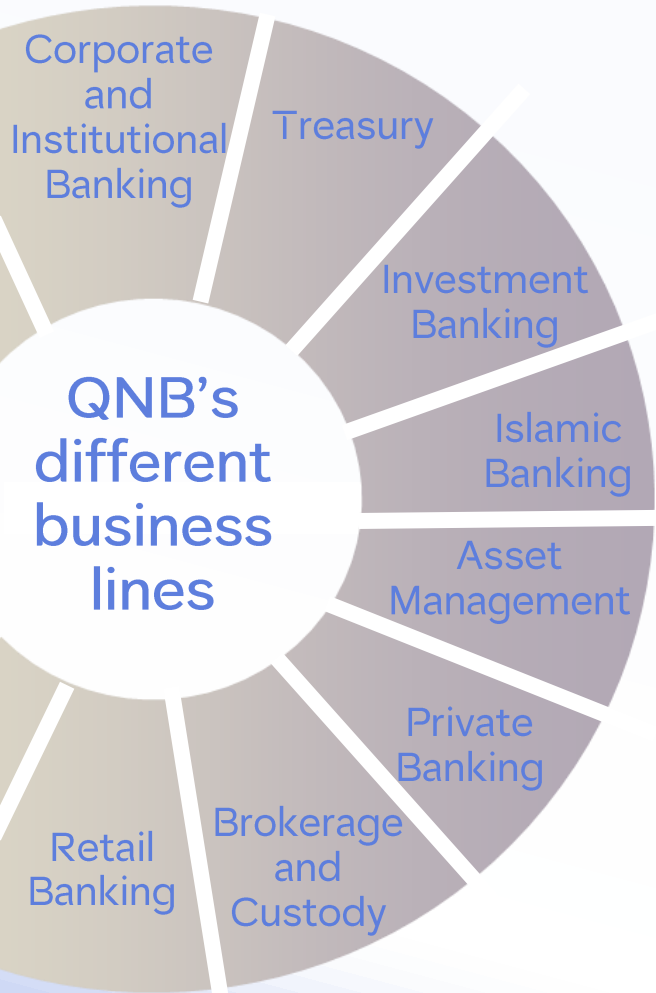 Corporate
and
Institutional
Banking
Treasury
Investment
Banking
Islamic
Banking
QNB’s
different
business
lines
Asset
Management
Private
Banking
Brokerage
and
Custody
Retail
Banking